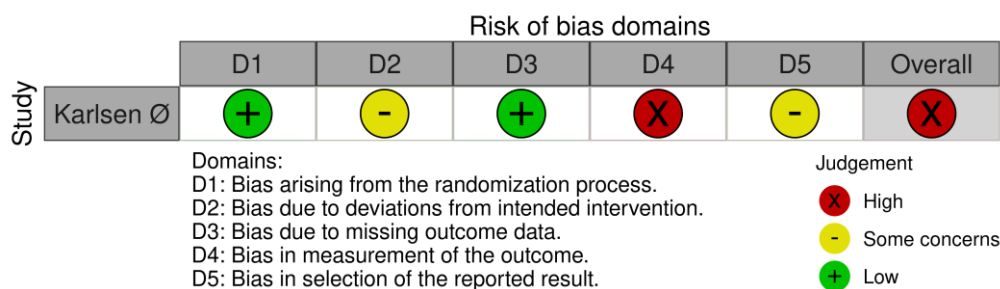 Risk of bias domains
D1 D2 D3 D4 D5 Overall
Study
Karlsen Ø + - + X - X
Domains:
D1: Bias arising from the randomization process.
D2: Bias due to deviations from intended intervention.
D3: Bias due to missing outcome data.
D4: Bias in measurement of the outcome.
D5: Bias in selection of the reported result.
Judgement
X High
- Some concerns
+ Low